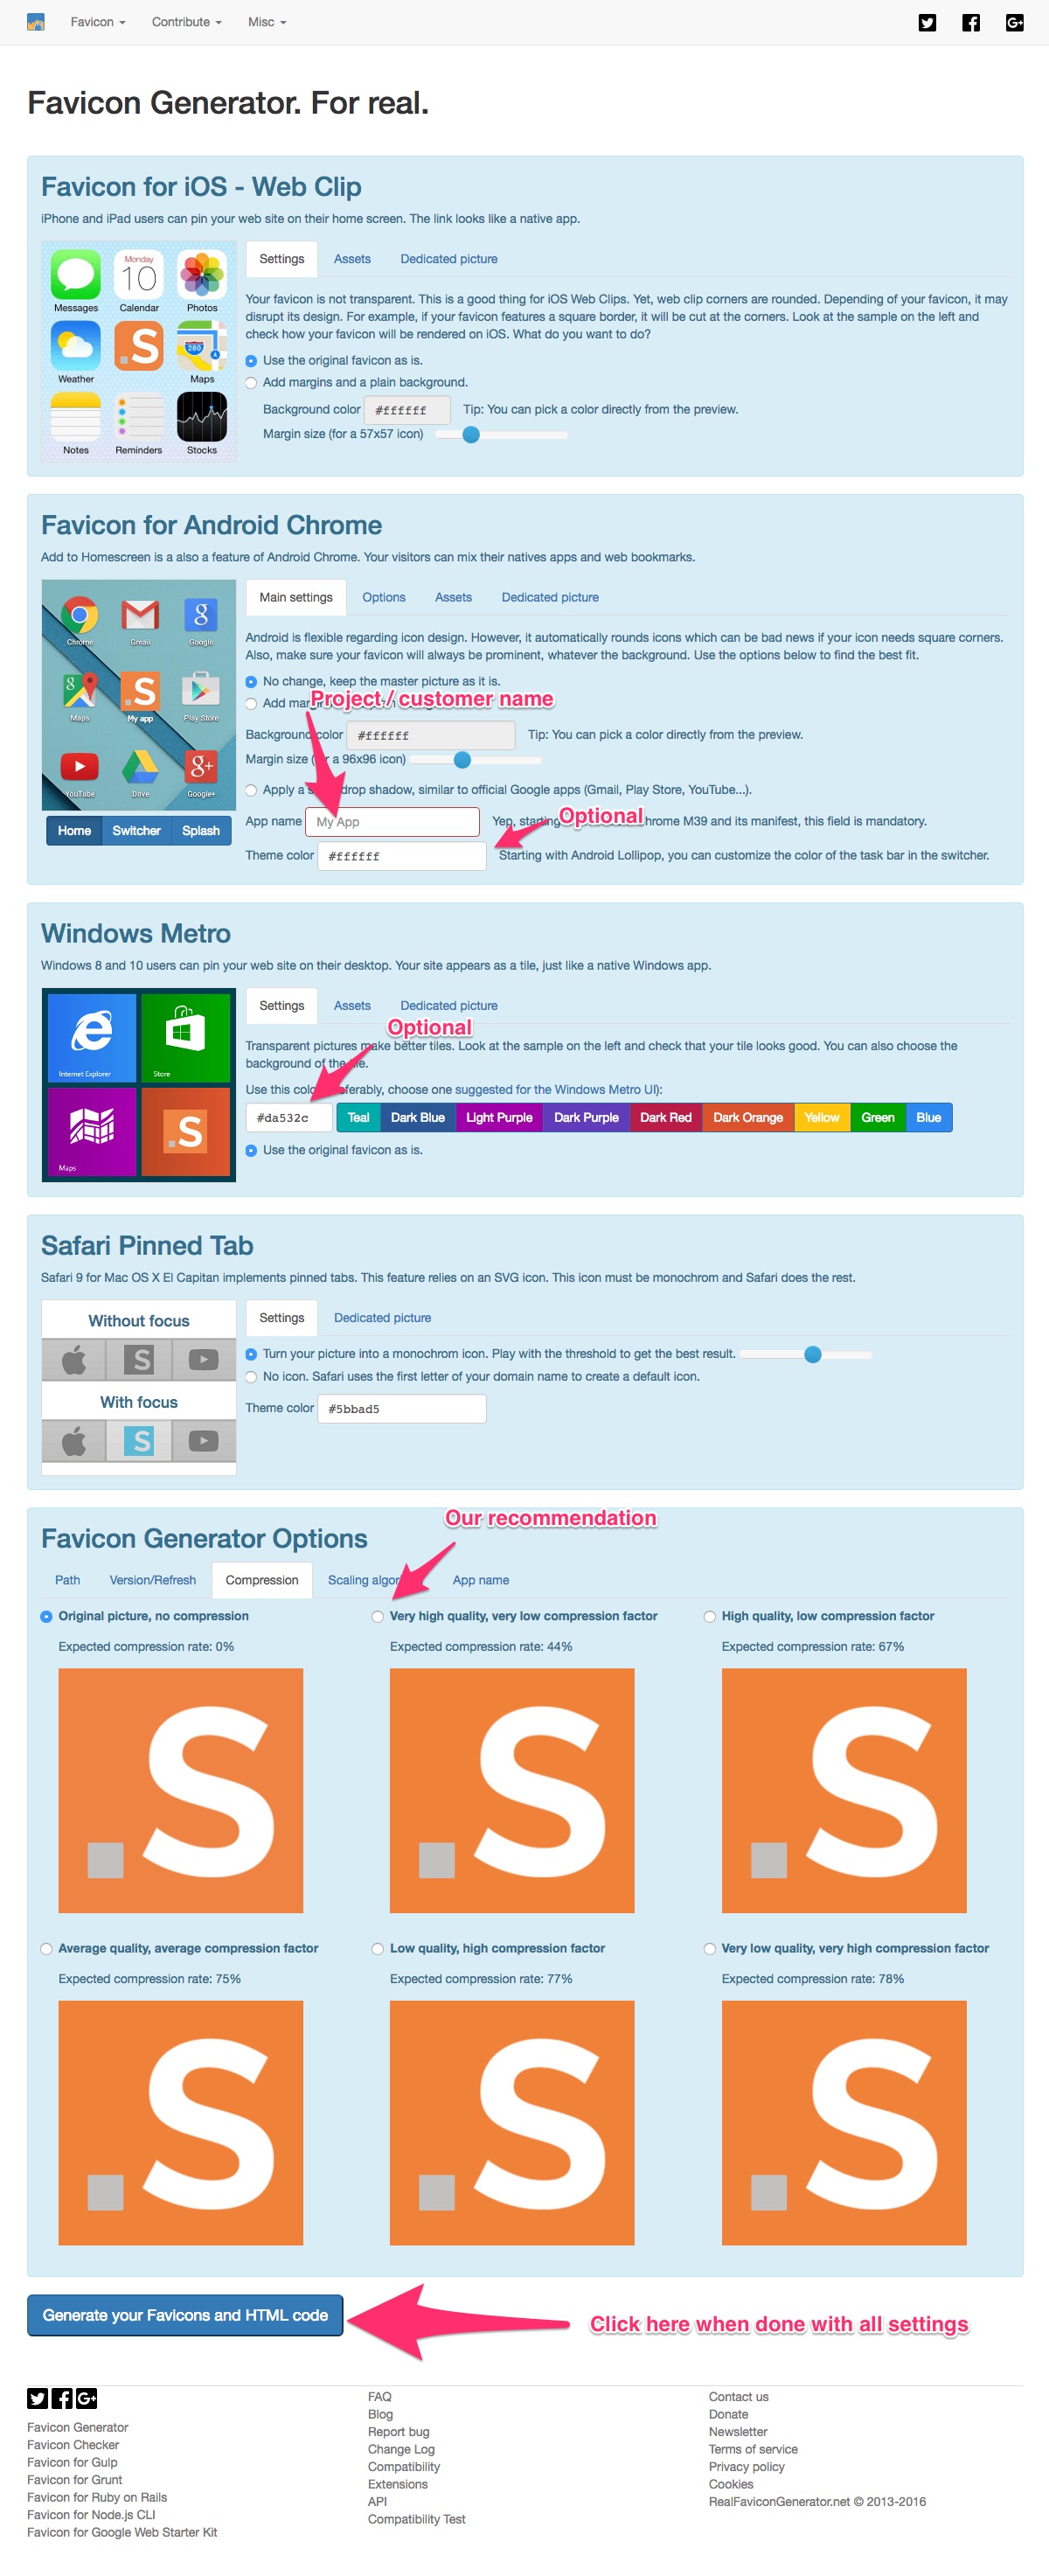 Favicon Contribute Misc
Favicon Generator. For real.
Favicon for iOS - Web Clip
iPhone and iPad users can pin your web site on their home screen. The link looks like a native app.
Messages Calendar Photos
Monday
10
Weather Maps
280
.S
Notes Reminders Stocks
Settings Assets Dedicated picture
Your favicon is not transparent. This is a good thing for iOS Web Clips. Yet, web clip corners are rounded. Depending of your favicon, it may
disrupt its design. For example, if your favicon features a square border, it will be cut at the corners. Look at the sample on the left and
check how your favicon will be rendered on iOS. What do you want to do?
Use the original favicon as is.
Add margins and a plain background.
Background color #ffffff Tip: You can pick a color directly from the preview.
Margin size (for a 57x57 icon)
Favicon for Android Chrome
Add to Homescreen is a also a feature of Android Chrome. Your visitors can mix their natives apps and web bookmarks.
Chrome Gmail Google
Maps My app Play Store
YouTube Drive Google+
Home Switcher Splash
Main settings Options Assets Dedicated picture
Android is flexible regarding icon design. However, it automatically rounds icons which can be bad news if your icon needs square corners.
Also, make sure your favicon will always be prominent, whatever the background. Use the options below to find the best fit.
No change, keep the master picture as it is.
Project / customer name
Add
Background color #ffffff Tip: You can pick a color directly from the preview.
Margin size a 96x96 icon)
Apply a drop shadow, similar to official Google apps (Gmail, Play Store, YouTube...).
App name My App Yep, Optional M39 and its manifest, this field is mandatory.
Theme color #ffffff Starting with Android Lollipop, you can customize the color of the task bar in the switcher.
Windows Metro
Windows 8 and 10 users can pin your web site on their desktop. Your site appears as a tile, just like a native Windows app.
Internet Explorer Store
Maps .S
Settings Assets Dedicated picture
Optional
Transparent pictures make better tiles. Look at the sample on the left and check that your tile looks good. You can also choose the
background of the
Use this choose one suggested for the Windows Metro UI):
#da532c Teal Dark Blue Light Purple Dark Purple Dark Red Dark Orange Yellow Green Blue
Use the original favicon as is.
Safari Pinned Tab
Safari 9 for Mac OS X El Capitan implements pinned tabs. This feature relies on an SVG icon. This icon must be monochrom and Safari does the rest.
Without focus
S
With focus
S
Settings Dedicated picture
Turn your picture into a monochrom icon. Play with the threshold to get the best result.
No icon. Safari uses the first letter of your domain name to create a default icon.
Theme color #5bbad5
Our recommendation
Favicon Generator Options
Path Version/Refresh Compression Scaling App name
Original picture, no compression Very high quality, very low compression factor High quality, low compression factor
Expected compression rate: 0% Expected compression rate: 44% Expected compression rate: 67%
.S .S .S
Average quality, average compression factor Low quality, high compression factor Very low quality, very high compression factor
Expected compression rate: 75% Expected compression rate: 77% Expected compression rate: 78%
.S .S .S
Generate your Favicons and HTML code Click here when done with all settings
Favicon Generator
Favicon Checker
Favicon for Gulp
Favicon for Grunt
Favicon for Ruby on Rails
Favicon for Node.js CLI
Favicon for Google Web Starter Kit
FAQ
Blog
Report bug
Change Log
Compatibility
Extensions
API
Compatibility Test
Contact us
Donate
Newsletter
Terms of service
Privacy policy
Cookies
RealFaviconGenerator.net © 2013-2016